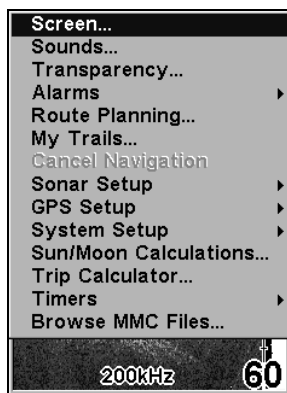 Screen...
Sounds...
Transparency...
Alarms
Route Planning...
My Trails...
Cancel Navigation
Sonar Setup
GPS Setup
System Setup
Sun/Moon Calculations...
Trip Calculator...
Timers
Browse MMC Files...
200kHz
60